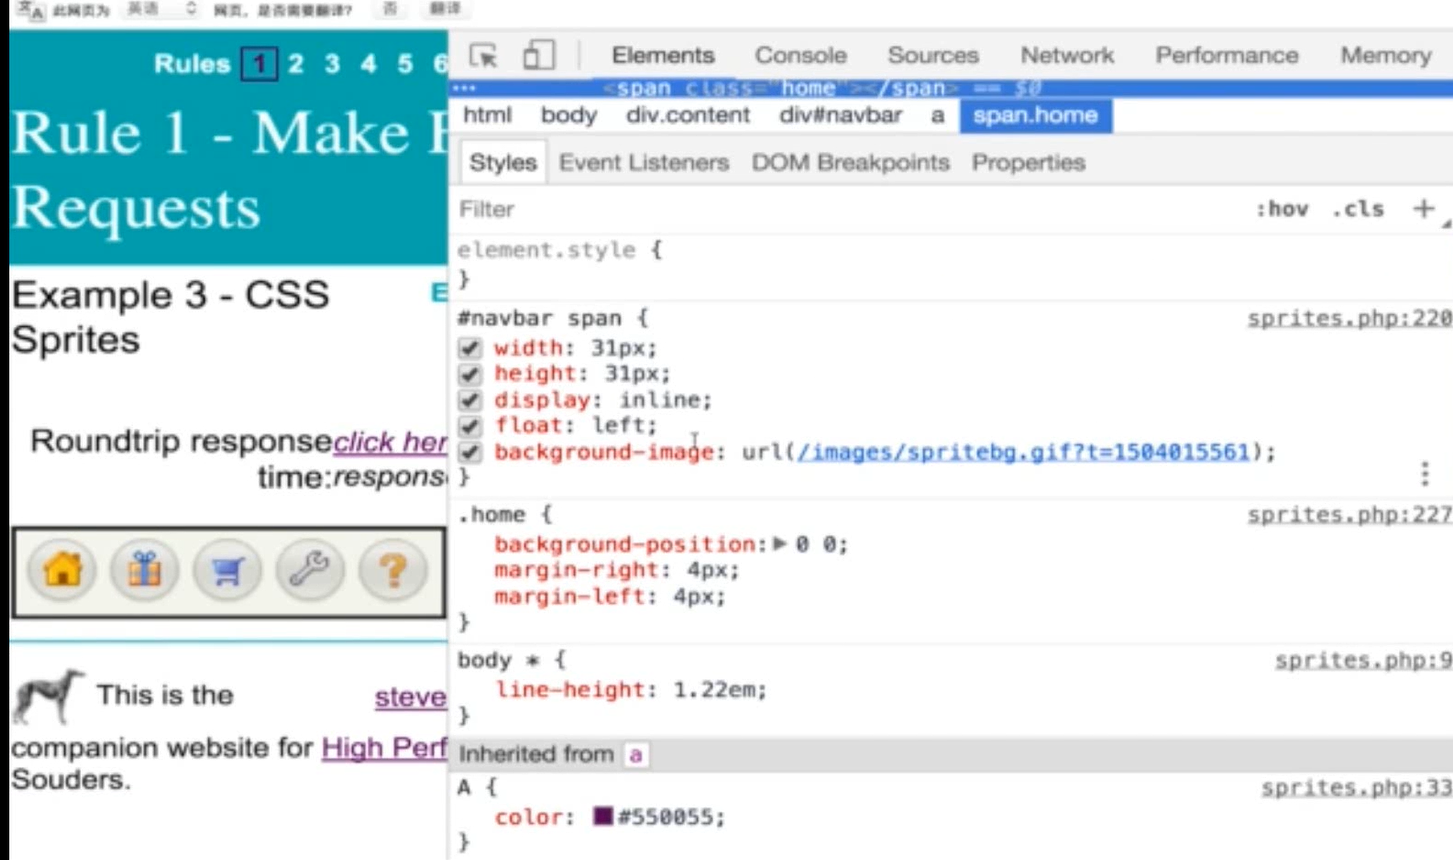 此网页为 英语 网页，是否需要翻译? 否 翻译
Rules 1 2 3 4 5 6
Rule 1 - Make
Requests
Example 3 - CSS
Sprites
Roundtrip response click her
time: respons
This is the steve
companion website for High Perf
Souders.
Elements Console Sources Network Performance Memory
<span class="home"></span> == $0
html body div.content div#navbar a span.home
Styles Event Listeners DOM Breakpoints Properties
Filter :hov .cls +
element.style {
}
#navbar span { sprites.php:220
width: 31px;
height: 31px;
display: inline;
float: left;
background-image: url(/images/spritebg.gif?t=1504015561);
}
.home { sprites.php:227
background-position:▶ 0 0;
margin-right: 4px;
margin-left: 4px;
}
body * { sprites.php:9
line-height: 1.22em;
}
Inherited from a
A { sprites.php:33
color: #550055;
}